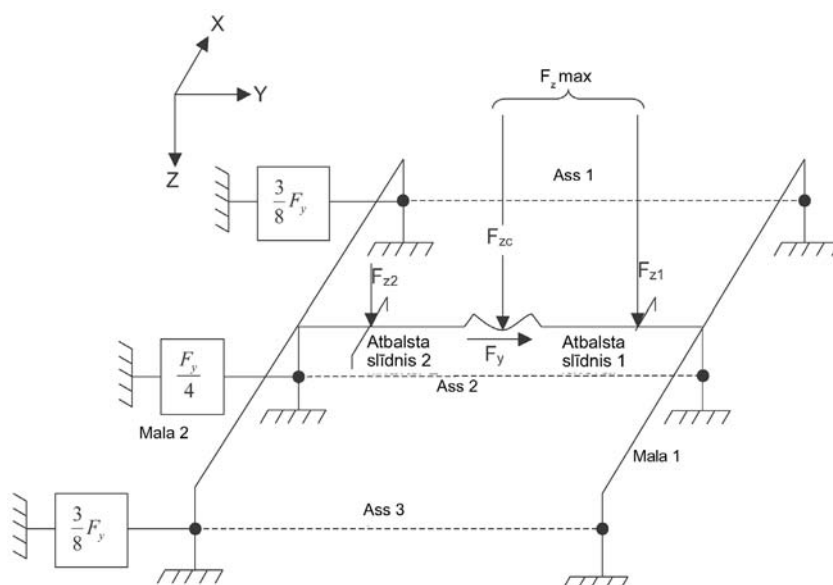 X
Y
Z
F_z max
3/8 F_y
Ass 1
F_zc
F_z2
F_z1
Atbalsta
slīdnis 2
F_y
Atbalsta
slīdnis 1
F_y/4
Ass 2
Mala 2
Mala 1
3/8 F_y
Ass 3